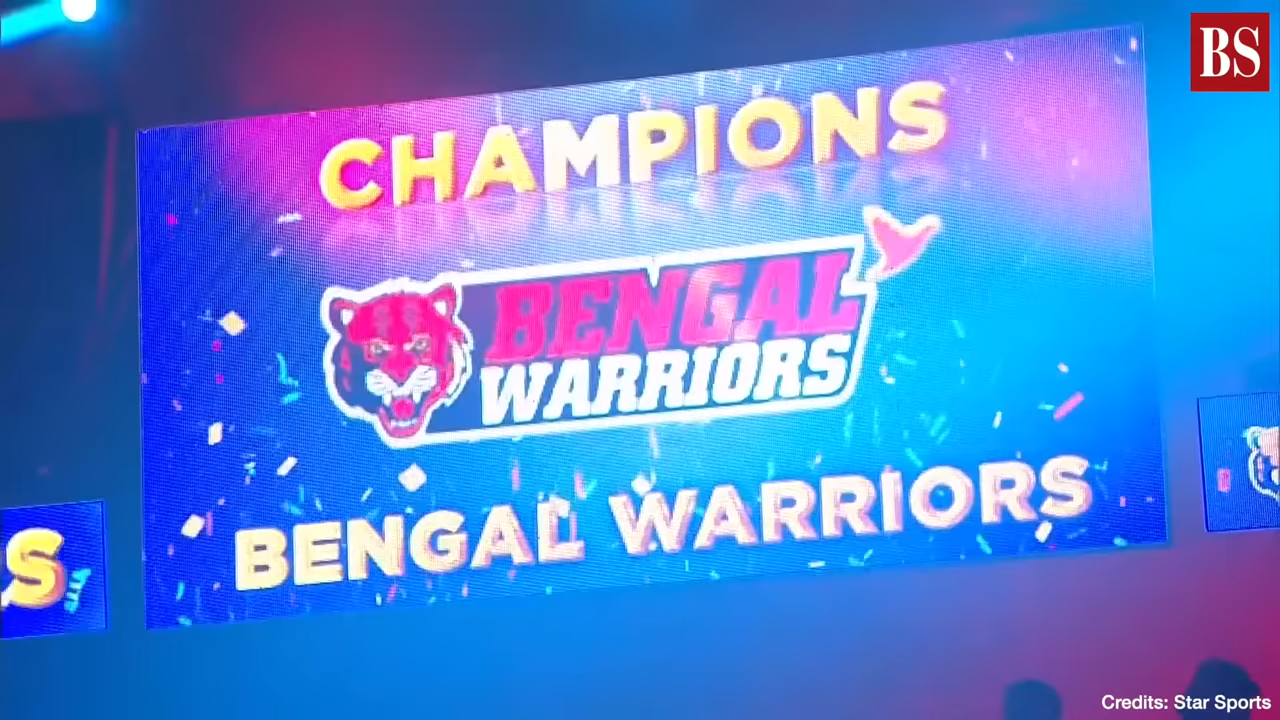 BS
CHAMPIONS
BENGAL
WARRIORS
BENGAL WARRIORS
S
Credits: Star Sports